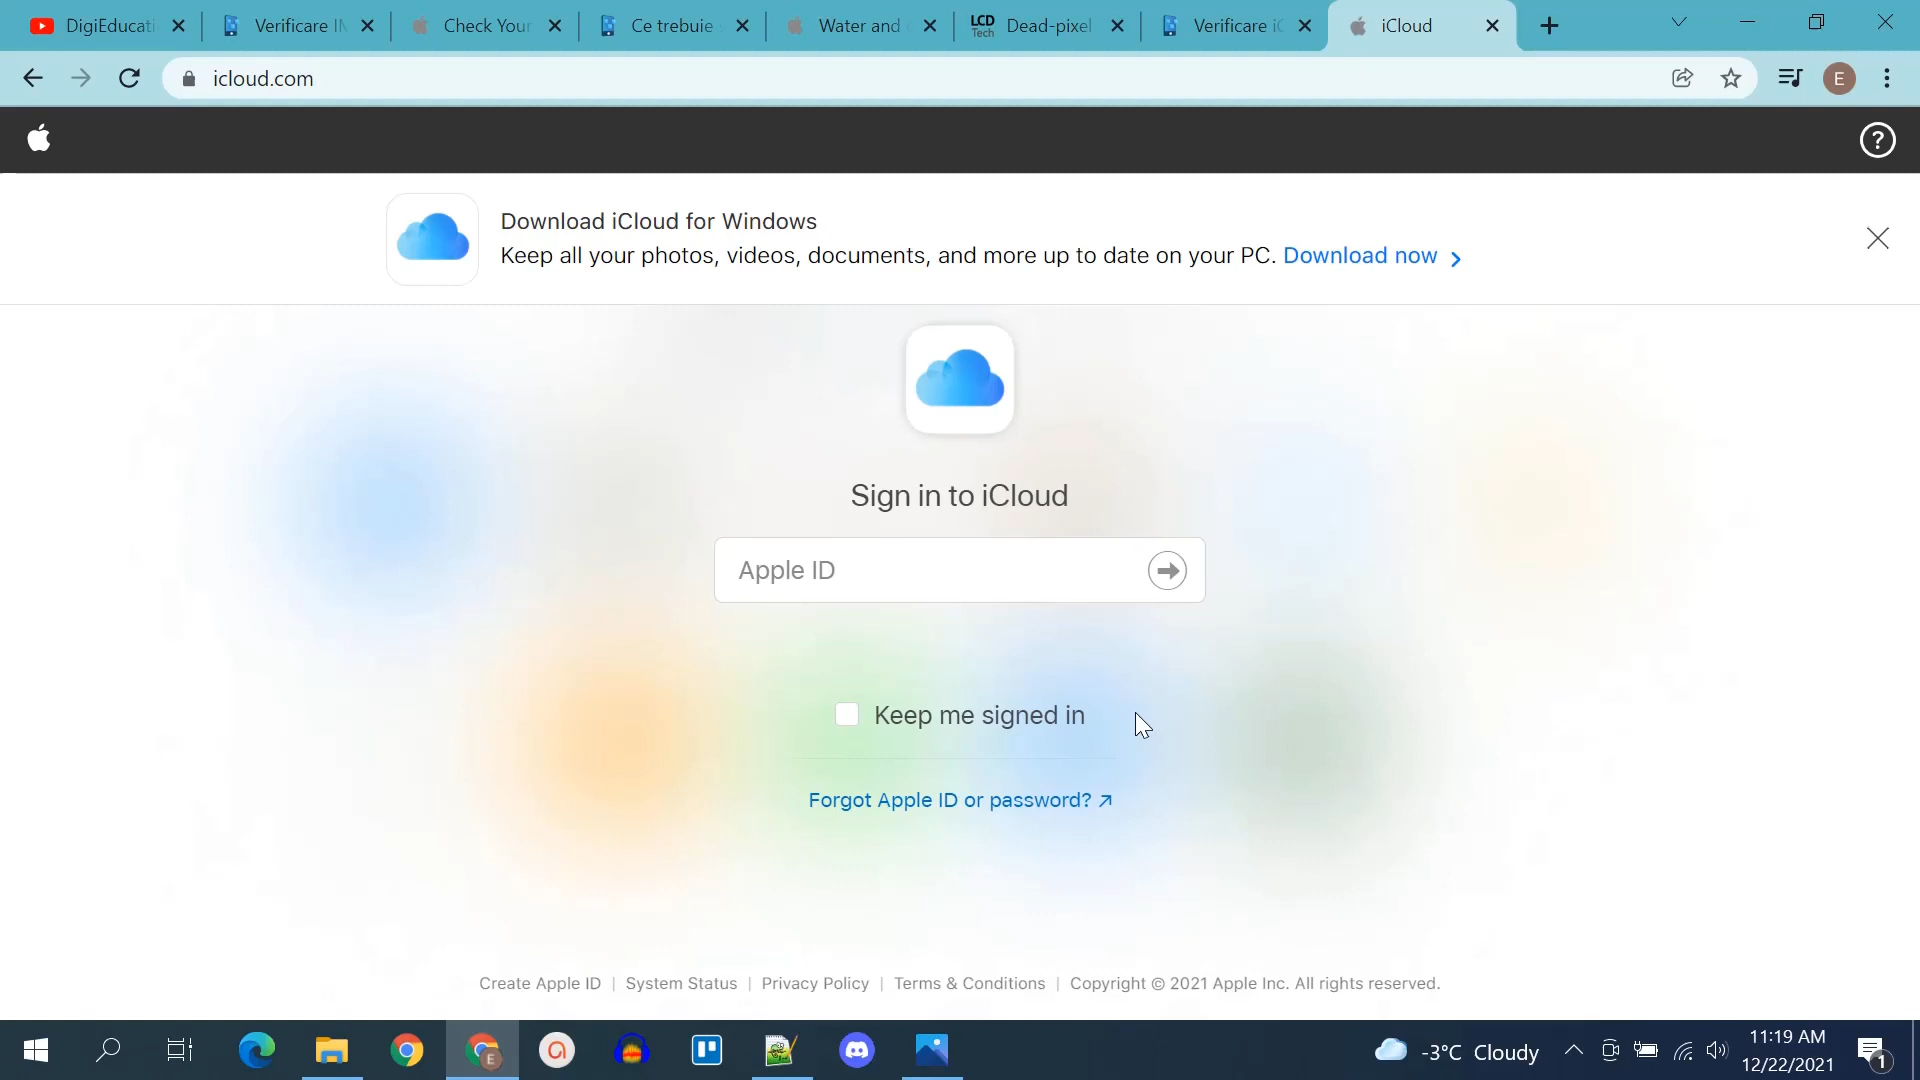 DigiEducati
Verificare IM
Check Your
Ce trebuie
Water and
LCD Tech
Dead-pixel
Verificare iC
iCloud
icloud.com
E
?
Download iCloud for Windows
Keep all your photos, videos, documents, and more up to date on your PC. Download now
Sign in to iCloud
Apple ID
Keep me signed in
Forgot Apple ID or password?
Create Apple ID | System Status | Privacy Policy | Terms & Conditions | Copyright © 2021 Apple Inc. All rights reserved.
E
-3°C Cloudy
11:19 AM
12/22/2021
1